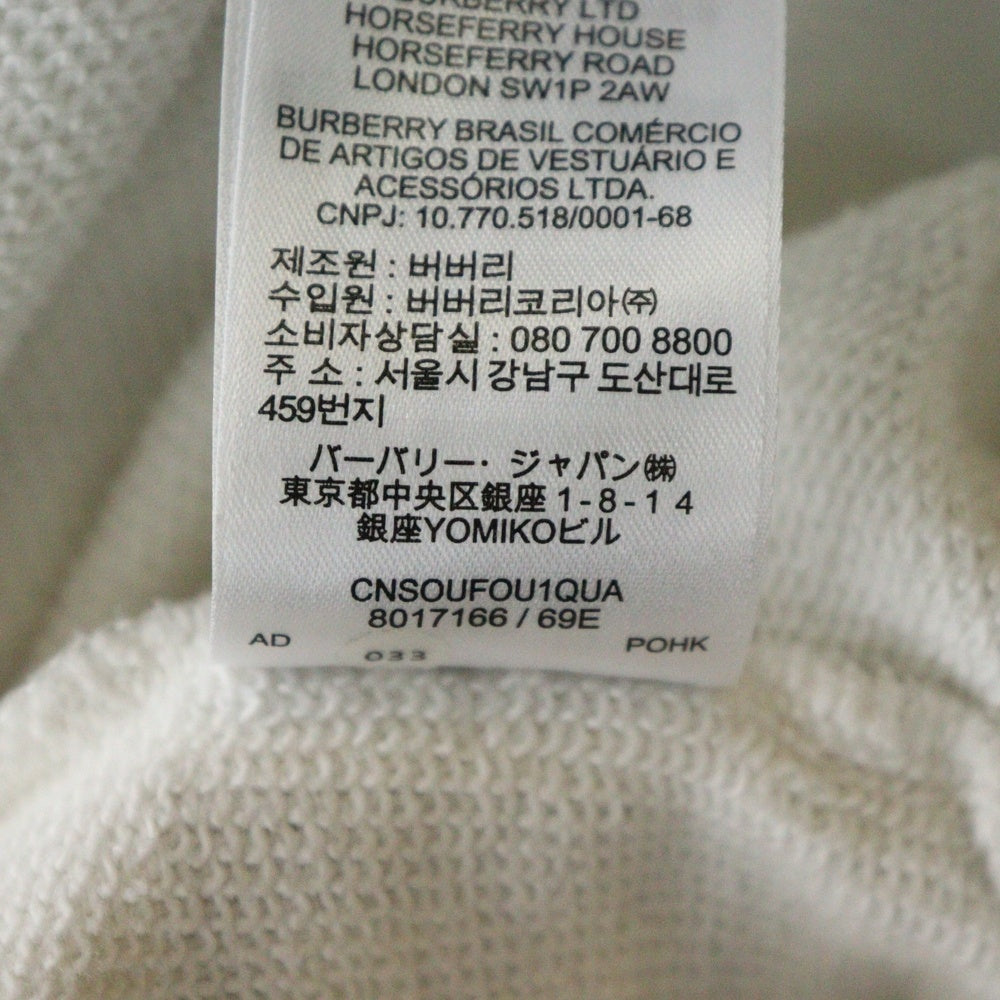 BURBERRY LTD
HORSEFERRY HOUSE
HORSEFERRY ROAD
LONDON SW1P 2AW
BURBERRY BRASIL COMÉRCIO
DE ARTIGOS DE VESTUÁRIO E
ACESSÓRIOS LTDA.
CNPJ: 10.770.518/0001-68
제조원 : 버버리
수입원 : 버버리코리아㈜
소비자상담실 : 080 700 8800
주 소 : 서울시 강남구 도산대로
459번지
バーバリー・ジャパン㈱
東京都中央区銀座 1-8-14
銀座YOMIKOビル
CNSOUFOU1QUA
8017166 / 69E
AD
POHK
033